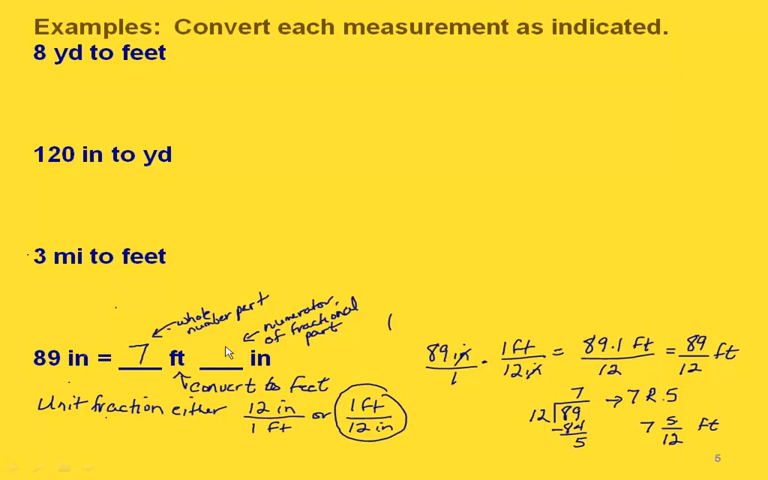 Examples: Convert each measurement as indicated.
8 yd to feet
120 in to yd
3 mi to feet
whole number part
numerator of fractional part
89 in = 7 ft ___ in
convert to feet
Unit fraction either 12 in / 1 ft or 1 ft / 12 in
89 in / 1 · 1 ft / 12 in = 89.1 ft / 12 = 89 / 12 ft
7
12 89 → 7 R.5
-84
5
7 5/12 ft
5